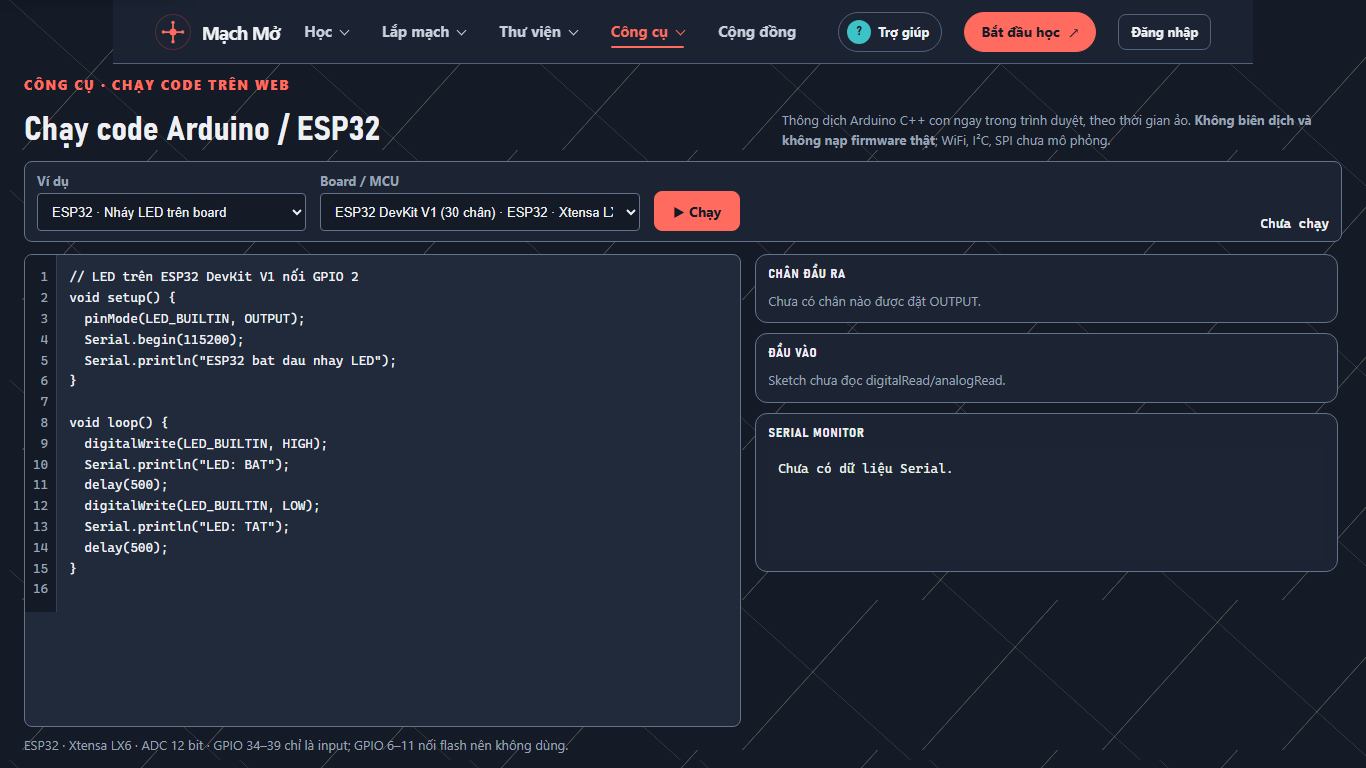 Mạch Mở
Học
Lắp mạch
Thư viện
Công cụ
Cộng đồng
? Trợ giúp
Bắt đầu học ↗
Đăng nhập
CÔNG CỤ · CHẠY CODE TRÊN WEB
Chạy code Arduino / ESP32
Thông dịch Arduino C++ con ngay trong trình duyệt, theo thời gian ảo. Không biên dịch và
không nạp firmware thật; WiFi, I²C, SPI chưa mô phỏng.
Ví dụ
ESP32 · Nháy LED trên board
Board / MCU
ESP32 DevKit V1 (30 chân) · ESP32 · Xtensa LX
▶ Chạy
Chưa chạy
1 // LED trên ESP32 DevKit V1 nối GPIO 2
2 void setup() {
3   pinMode(LED_BUILTIN, OUTPUT);
4   Serial.begin(115200);
5   Serial.println("ESP32 bat dau nhay LED");
6 }
7
8 void loop() {
9   digitalWrite(LED_BUILTIN, HIGH);
10   Serial.println("LED: BAT");
11   delay(500);
12   digitalWrite(LED_BUILTIN, LOW);
13   Serial.println("LED: TAT");
14   delay(500);
15 }
16
CHÂN ĐẦU RA
Chưa có chân nào được đặt OUTPUT.
ĐẦU VÀO
Sketch chưa đọc digitalRead/analogRead.
SERIAL MONITOR
Chưa có dữ liệu Serial.
ESP32 · Xtensa LX6 · ADC 12 bit · GPIO 34–39 chỉ là input; GPIO 6–11 nối flash nên không dùng.